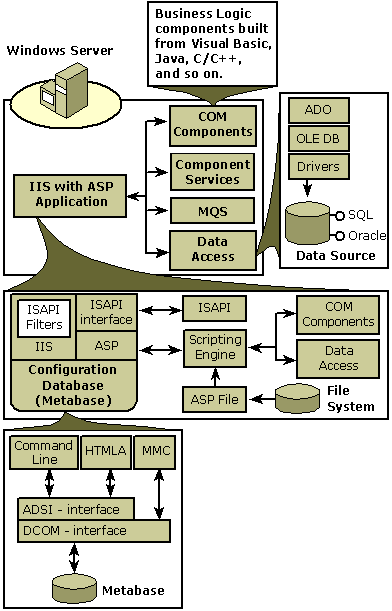 Business Logic
components built
from Visual Basic,
Java, C/C++,
and so on.
Windows Server
COM
Components
Component
Services
IIS with ASP
Application
MQS
Data
Access
ADO
OLE DB
Drivers
SQL
Oracle
Data Source
ISAPI
Filters
ISAPI
interface
IIS
ASP
Configuration
Database
(Metabase)
ISAPI
Scripting
Engine
ASP File
COM
Components
Data
Access
File
System
Command
Line
HTMLA
MMC
ADSI - interface
DCOM - interface
Metabase